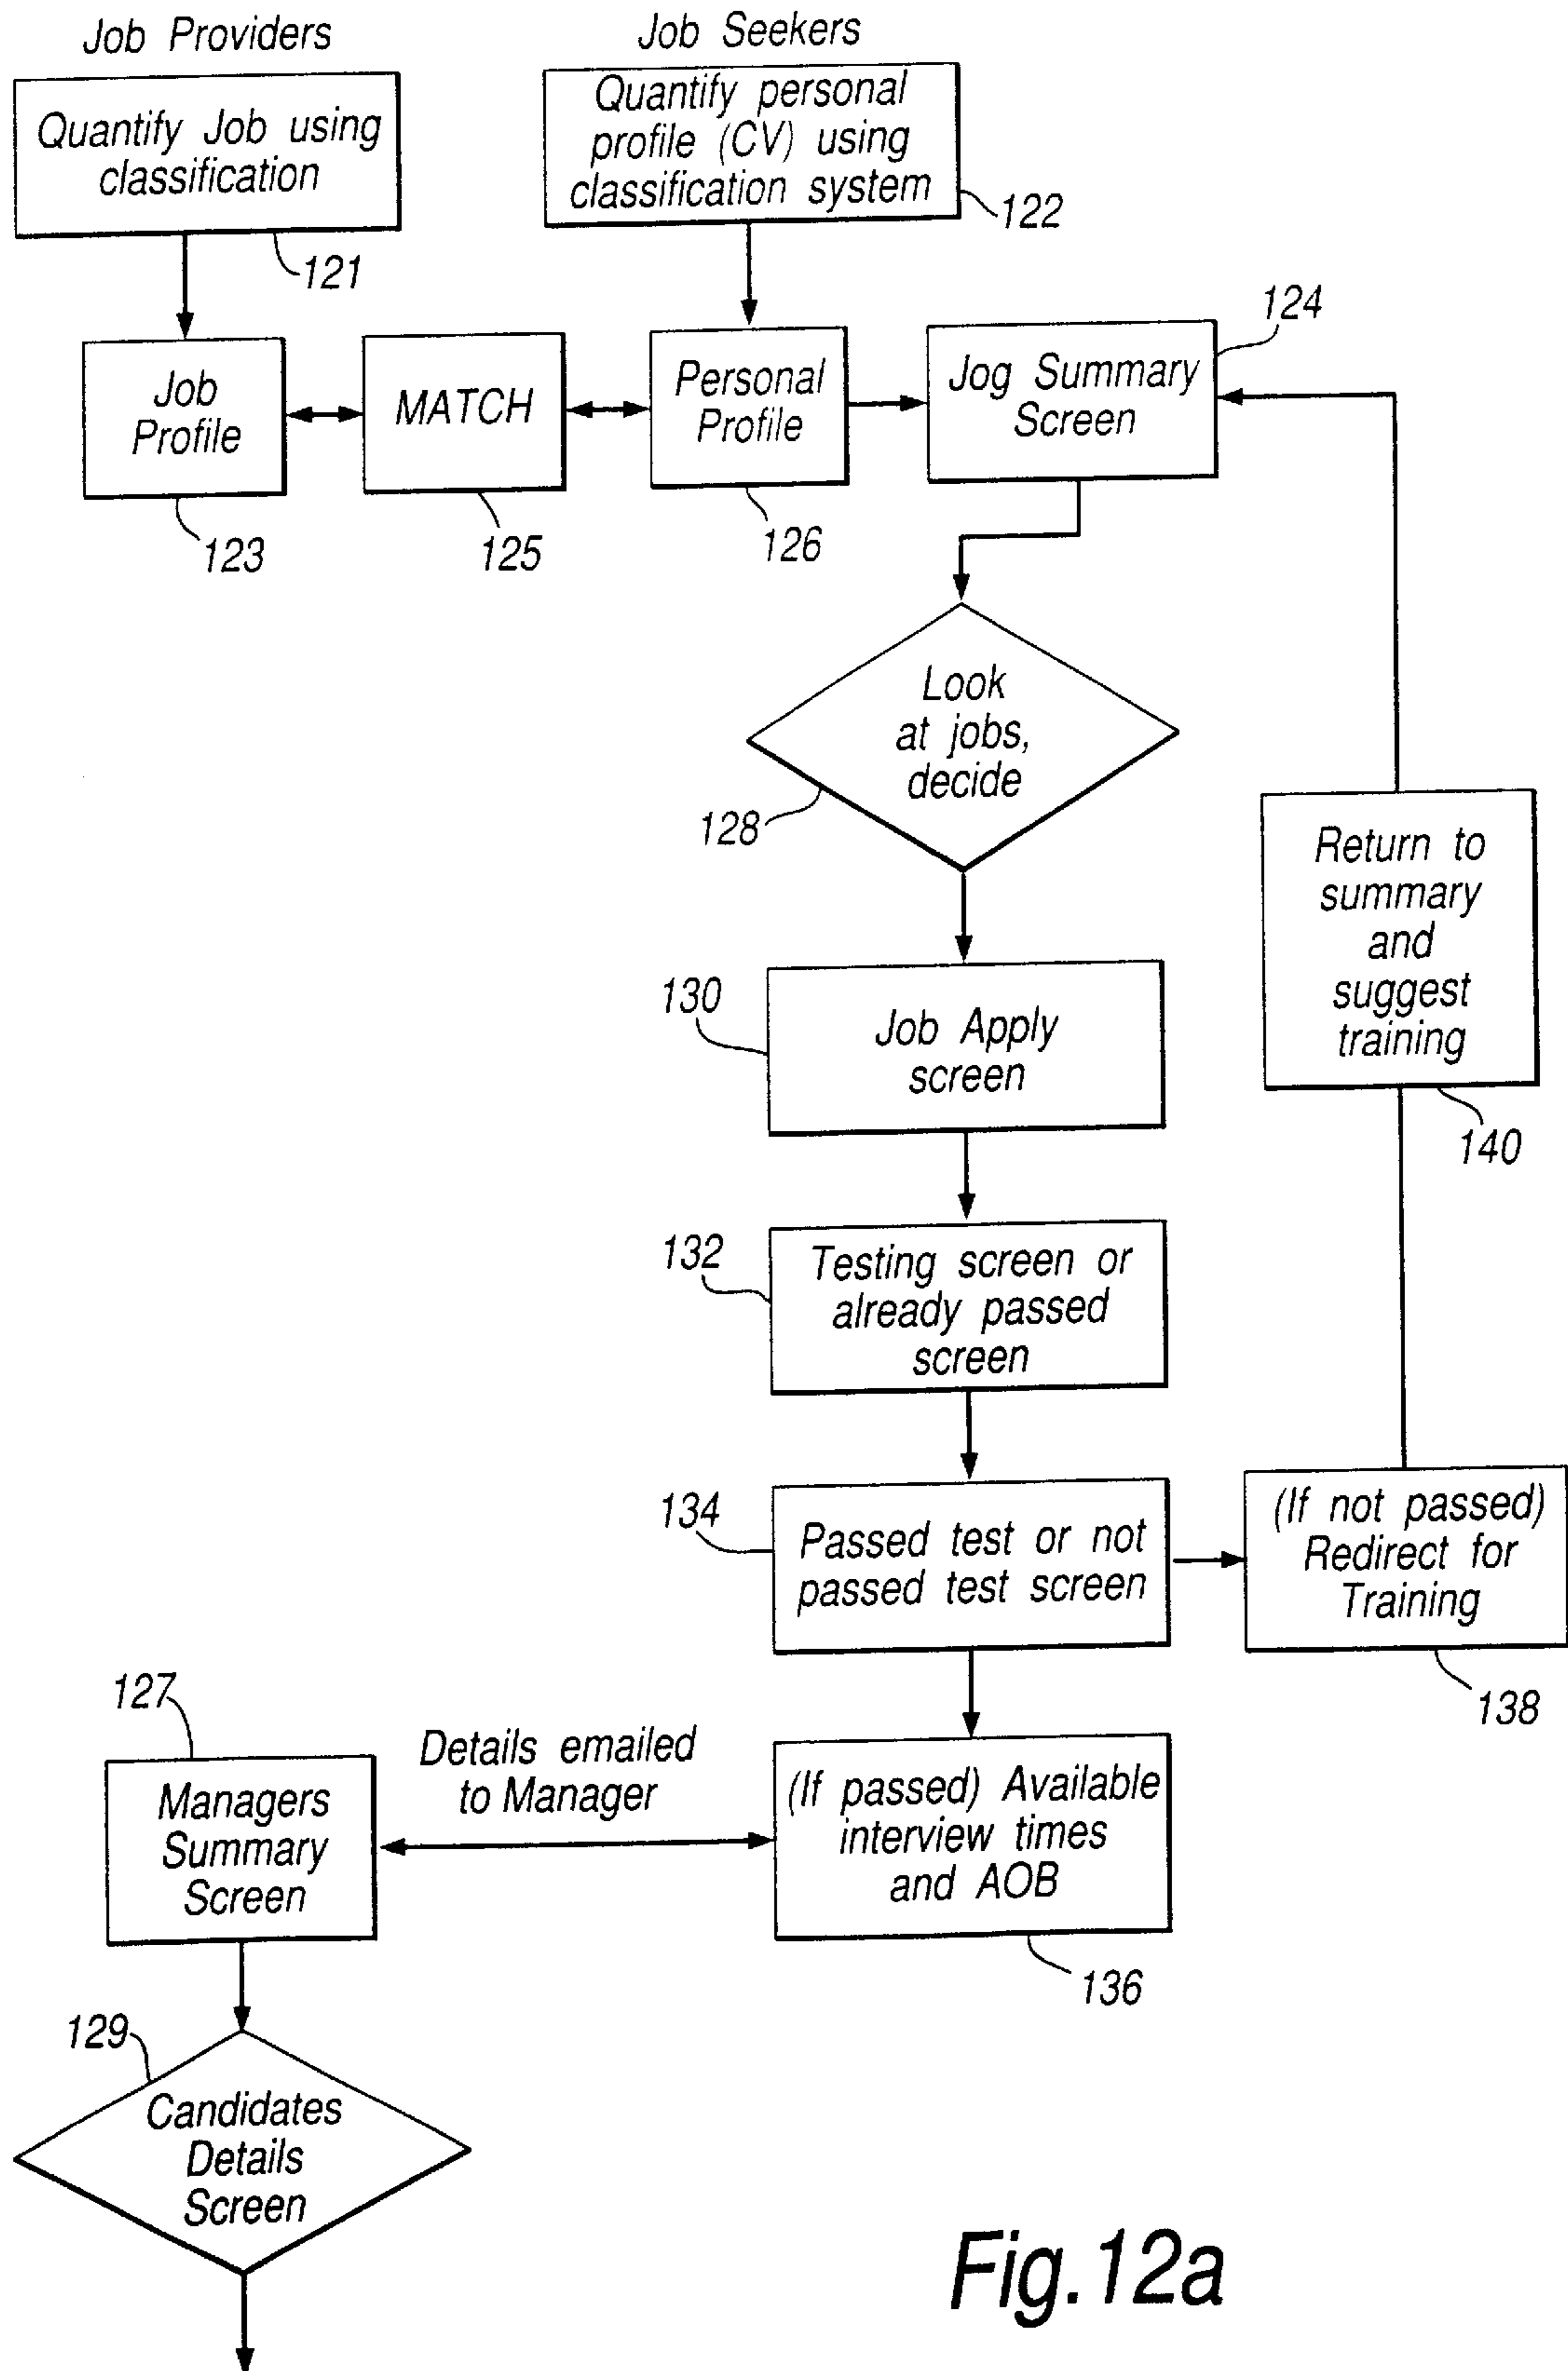 Job Providers
Job Seekers
Quantify Job using
classification
121
Quantify personal
profile (CV) using
classification system
122
Job
Profile
123
MATCH
125
Personal
Profile
126
Jog Summary
Screen
124
Look
at jobs,
decide
128
Return to
summary
and
suggest
training
140
130
Job Apply
screen
132
Testing screen or
already passed
screen
134
Passed test or not
passed test screen
(If not passed)
Redirect for
Training
138
127
Managers
Summary
Screen
Details emailed
to Manager
(If passed) Available
interview times
and AOB
136
129
Candidates
Details
Screen
Fig.12a